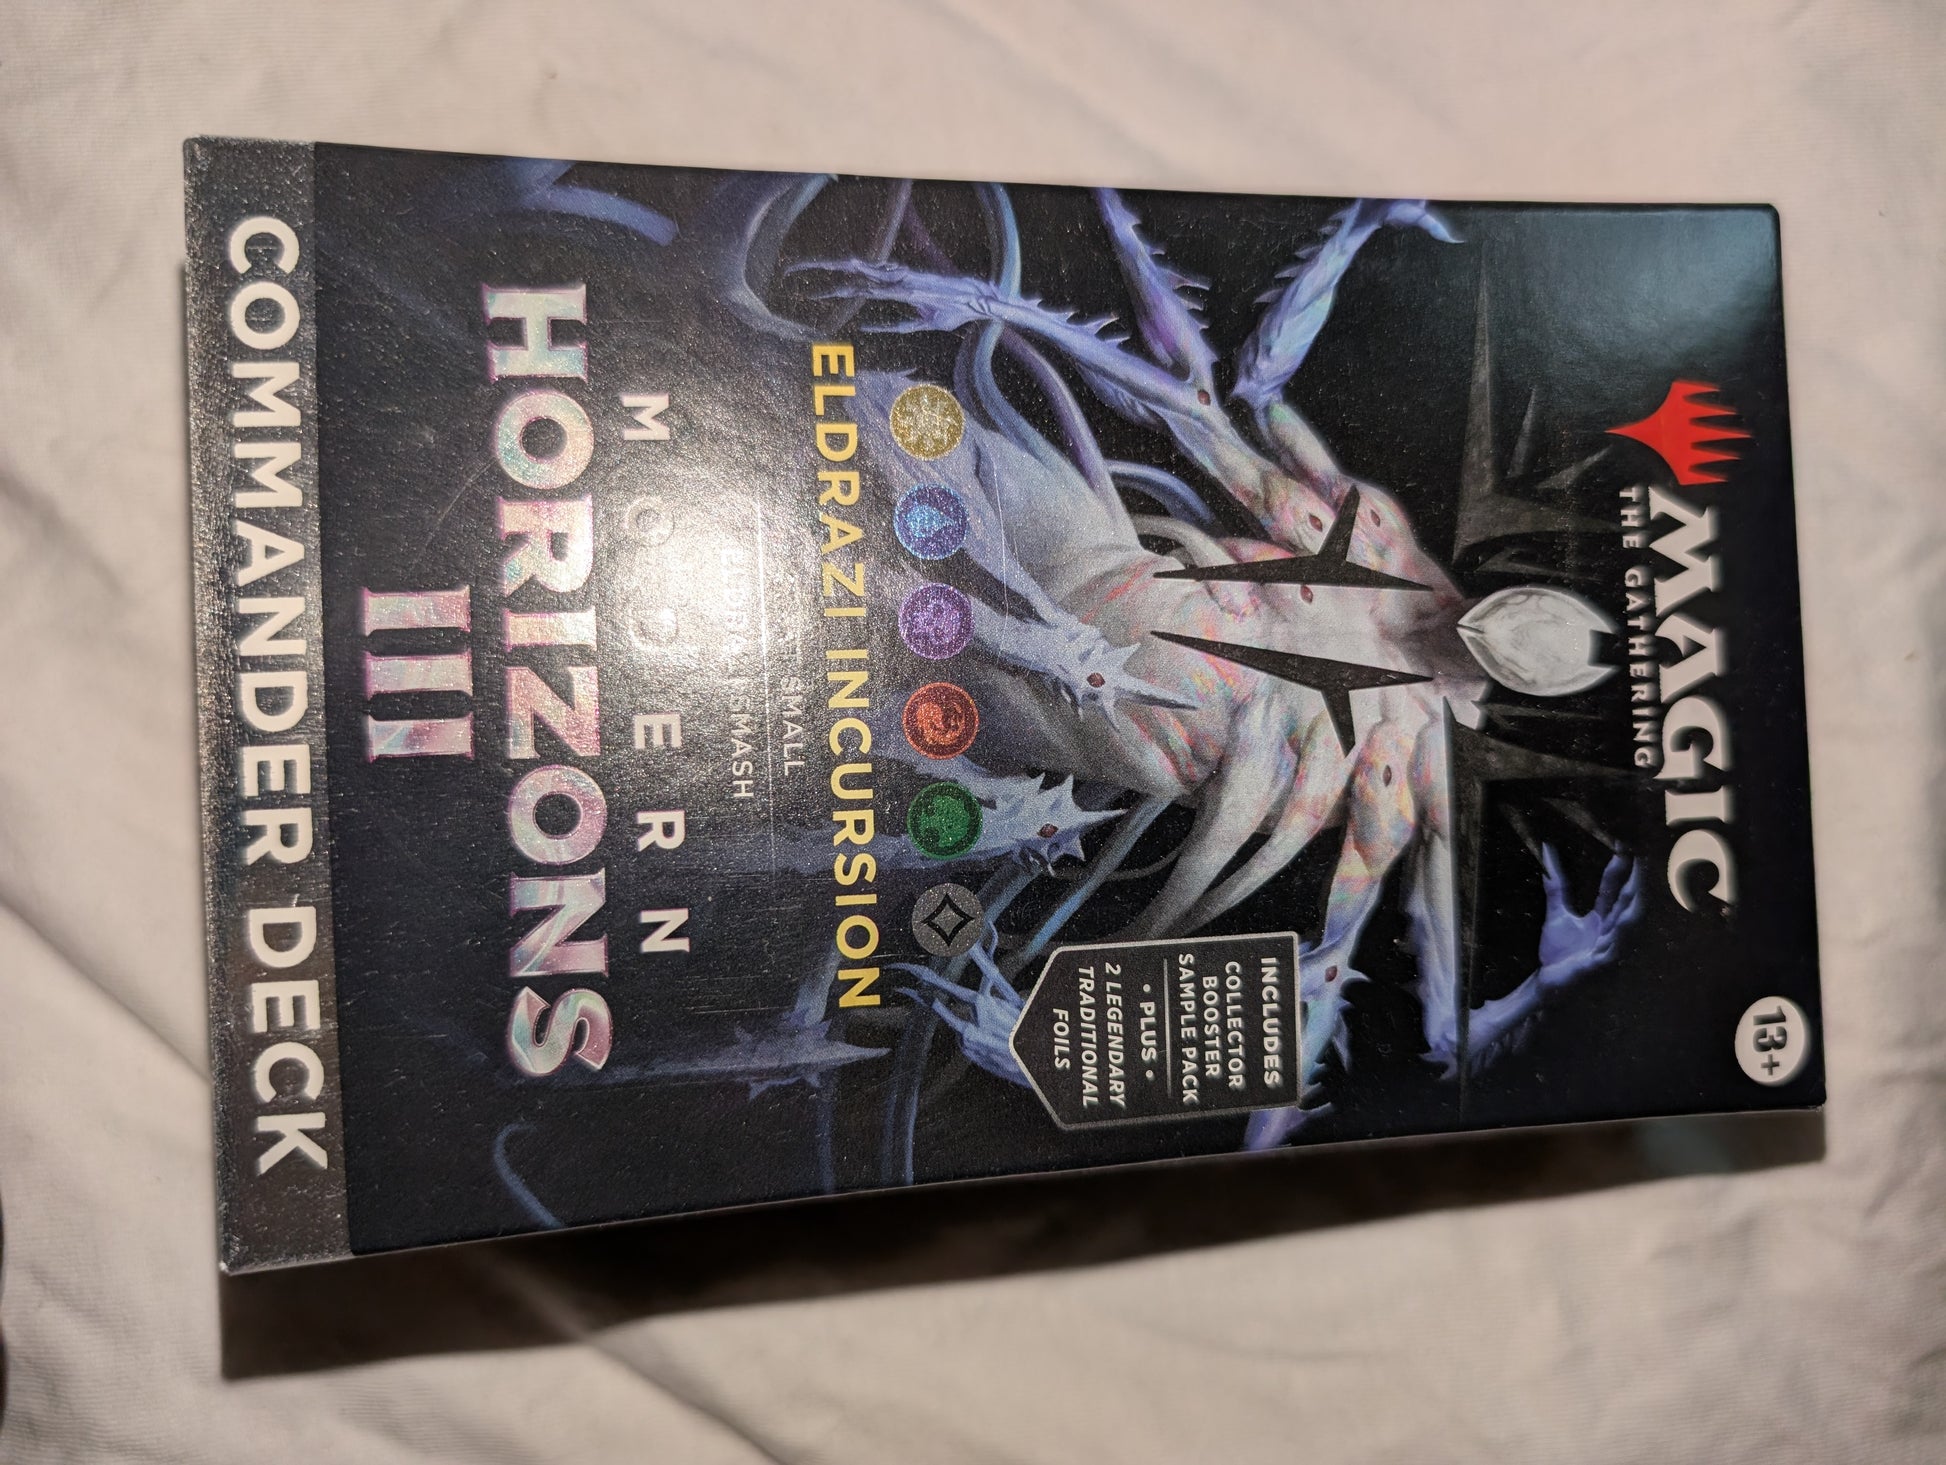 MAGIC
THE GATHERING
13+
INCLUDES
COLLECTOR
BOOSTER
SAMPLE PACK
• PLUS •
2 LEGENDARY
TRADITIONAL
FOILS
ELDRAZI INCURSION
SMALL
SMASH
MODERN
HORIZONS
III
COMMANDER DECK